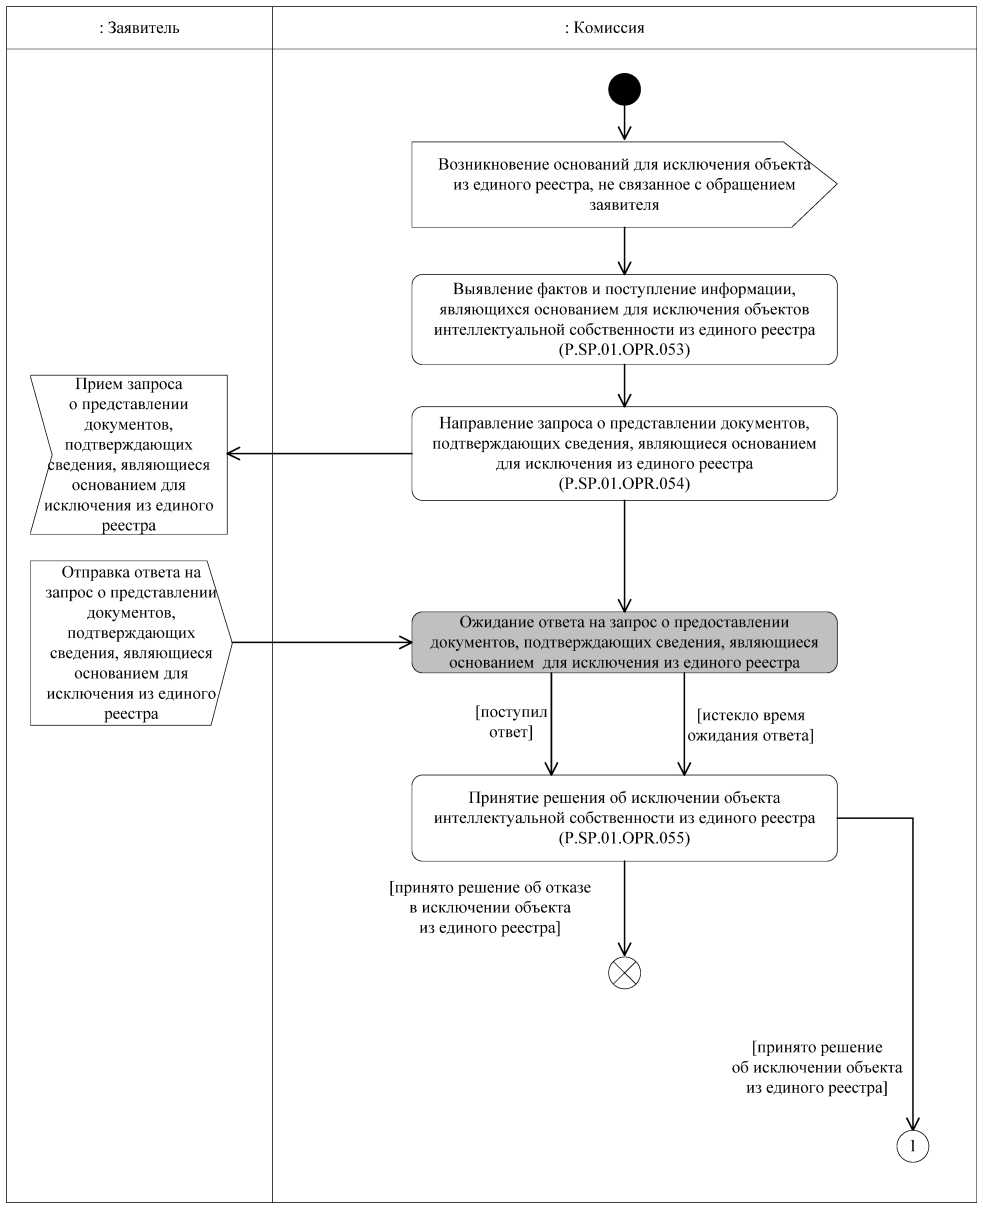 : Заявитель
: Комиссия
Возникновение оснований для исключения объекта
из единого реестра, не связанное с обращением
заявителя
Выявление фактов и поступление информации,
являющихся основанием для исключения объектов
интеллектуальной собственности из единого реестра
(P.SP.01.OPR.053)
Прием запроса
о представлении
документов,
подтверждающих
сведения, являющиеся
основанием для
исключения из единого
реестра
Направление запроса о представлении документов,
подтверждающих сведения, являющиеся основанием
для исключения из единого реестра
(P.SP.01.OPR.054)
Отправка ответа на
запрос о представлении
документов,
подтверждающих
сведения, являющиеся
основанием для
исключения из единого
реестра
Ожидание ответа на запрос о предоставлении
документов, подтверждающих сведения, являющиеся
основанием для исключения из единого реестра
[поступил
ответ]
[истекло время
ожидания ответа]
Принятие решения об исключении объекта
интеллектуальной собственности из единого реестра
(P.SP.01.OPR.055)
[принято решение об отказе
в исключении объекта
из единого реестра]
[принято решение
об исключении объекта
из единого реестра]
1